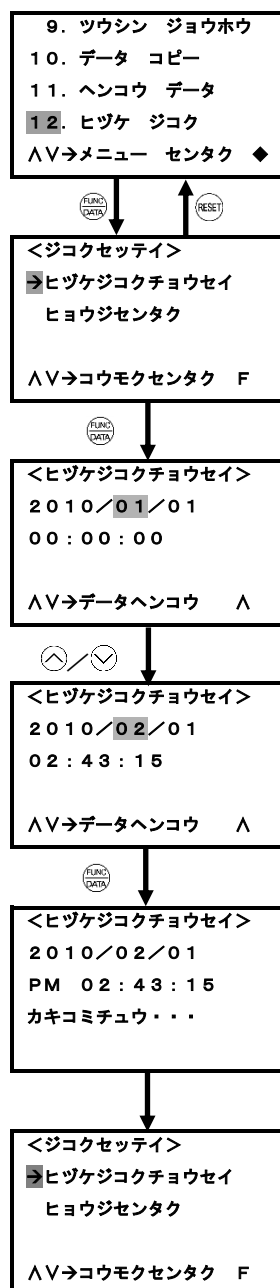 9. ツウシン ジョウホウ
10. データ コピー
11. ヘンコウ データ
12. ヒヅケ ジコク
∧∨→メニュー センタク ◆
FUNC
DATA
RESET
<ジコクセッテイ>
→ヒヅケジコクチョウセイ
ヒョウジセンタク
∧∨→コウモクセンタク F
FUNC
DATA
<ヒヅケジコクチョウセイ>
2010/01/01
00:00:00
∧∨→データヘンコウ ∧
∧/∨
<ヒヅケジコクチョウセイ>
2010/02/01
02:43:15
∧∨→データヘンコウ ∧
FUNC
DATA
<ヒヅケジコクチョウセイ>
2010/02/01
PM 02:43:15
カキコミチュウ・・・
<ジコクセッテイ>
→ヒヅケジコクチョウセイ
ヒョウジセンタク
∧∨→コウモクセンタク F